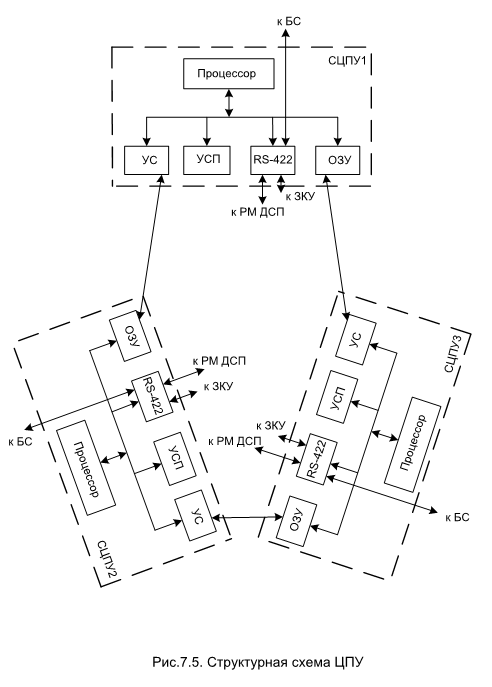 к БС
СЦПУ1
Процессор
УС
УСП
RS-422
ОЗУ
к ЗКУ
к РМ ДСП
ОЗУ
RS-422
к РМ ДСП
к ЗКУ
к БС
Процессор
УСП
УС
СЦПУ2
УС
СЦПУ3
УСП
Процессор
к ЗКУ
к РМ ДСП
RS-422
ОЗУ
к БС
Рис.7.5. Структурная схема ЦПУ